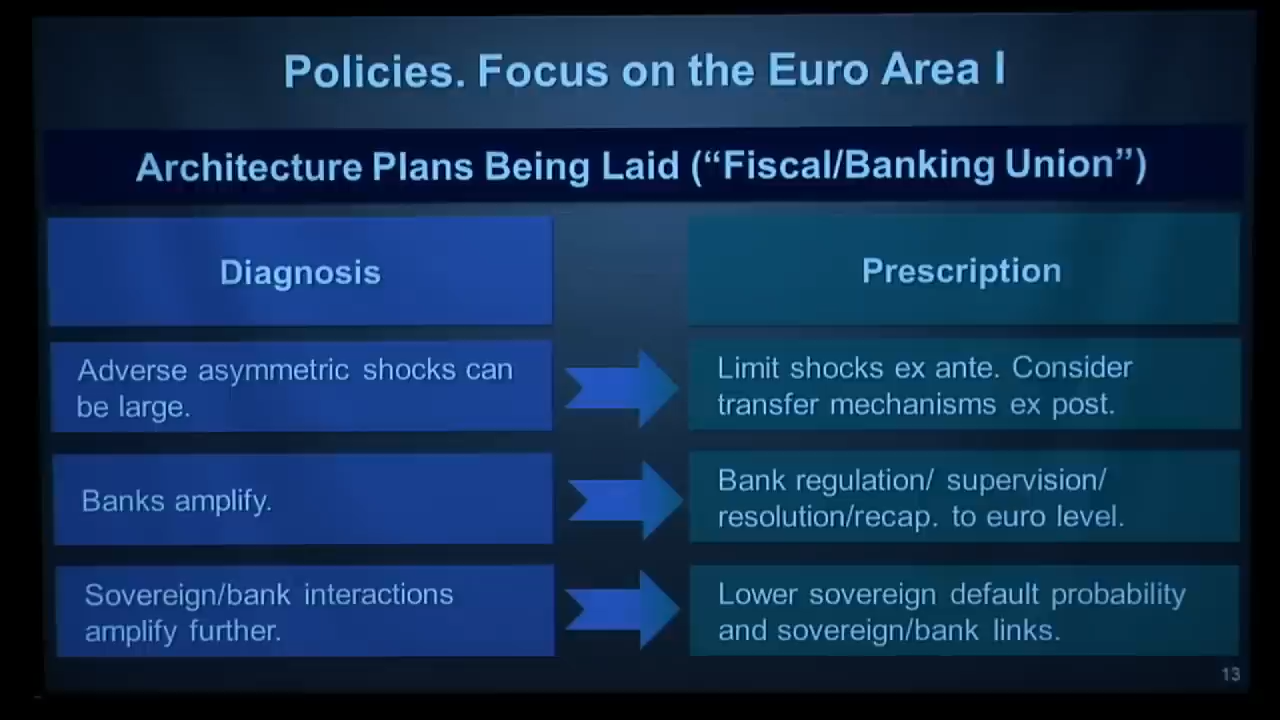 Policies. Focus on the Euro Area I
Architecture Plans Being Laid (“Fiscal/Banking Union”)
Diagnosis
Prescription
Adverse asymmetric shocks can
be large.
Limit shocks ex ante. Consider
transfer mechanisms ex post.
Banks amplify.
Bank regulation/ supervision/
resolution/recap. to euro level.
Sovereign/bank interactions
amplify further.
Lower sovereign default probability
and sovereign/bank links.
13